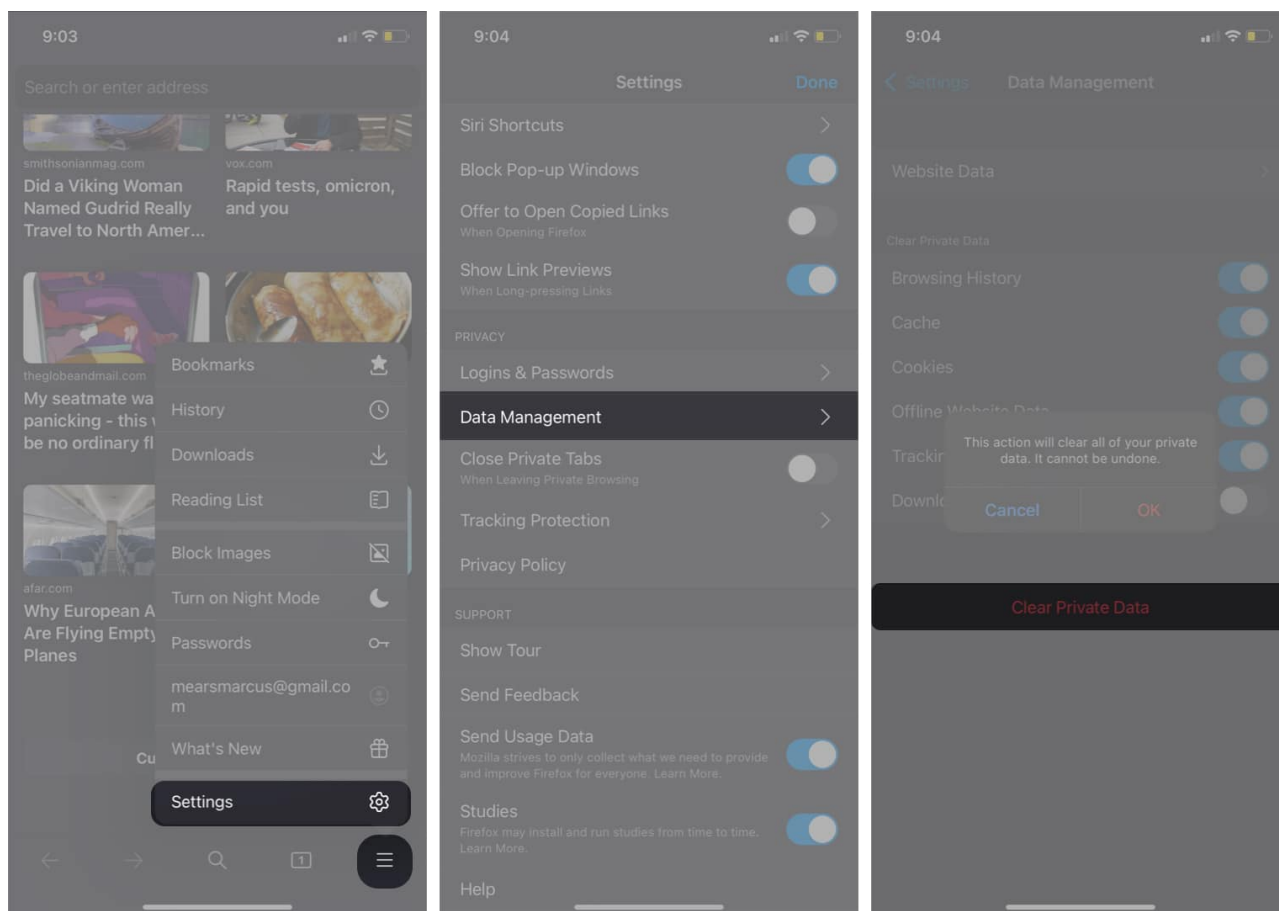 9:03
Search or enter address
smithsonianmag.com
Did a Viking Woman
Named Gudrid Really
Travel to North Amer...
vox.com
Rapid tests, omicron,
and you
theglobeandmail.com
My seatmate wa
panicking - this
be no ordinary fl
afar.com
Why European A
Are Flying Empty
Planes
Cu
Bookmarks
History
Downloads
Reading List
Block Images
Turn on Night Mode
Passwords
mearsmarcus@gmail.co
m
What's New
Settings
1
9:04
Settings
Done
Siri Shortcuts
Block Pop-up Windows
Offer to Open Copied Links
When Opening Firefox
Show Link Previews
When Long-pressing Links
PRIVACY
Logins & Passwords
Data Management
Close Private Tabs
When Leaving Private Browsing
Tracking Protection
Privacy Policy
SUPPORT
Show Tour
Send Feedback
Send Usage Data
Mozilla strives to only collect what we need to provide
and improve Firefox for everyone. Learn More.
Studies
Firefox may install and run studies from time to time.
Learn More.
Help
9:04
Settings
Data Management
Website Data
Clear Private Data
Browsing History
Cache
Cookies
Offline Website Data
Trackin
Downlo
This action will clear all of your private
data. It cannot be undone.
Cancel
OK
Clear Private Data